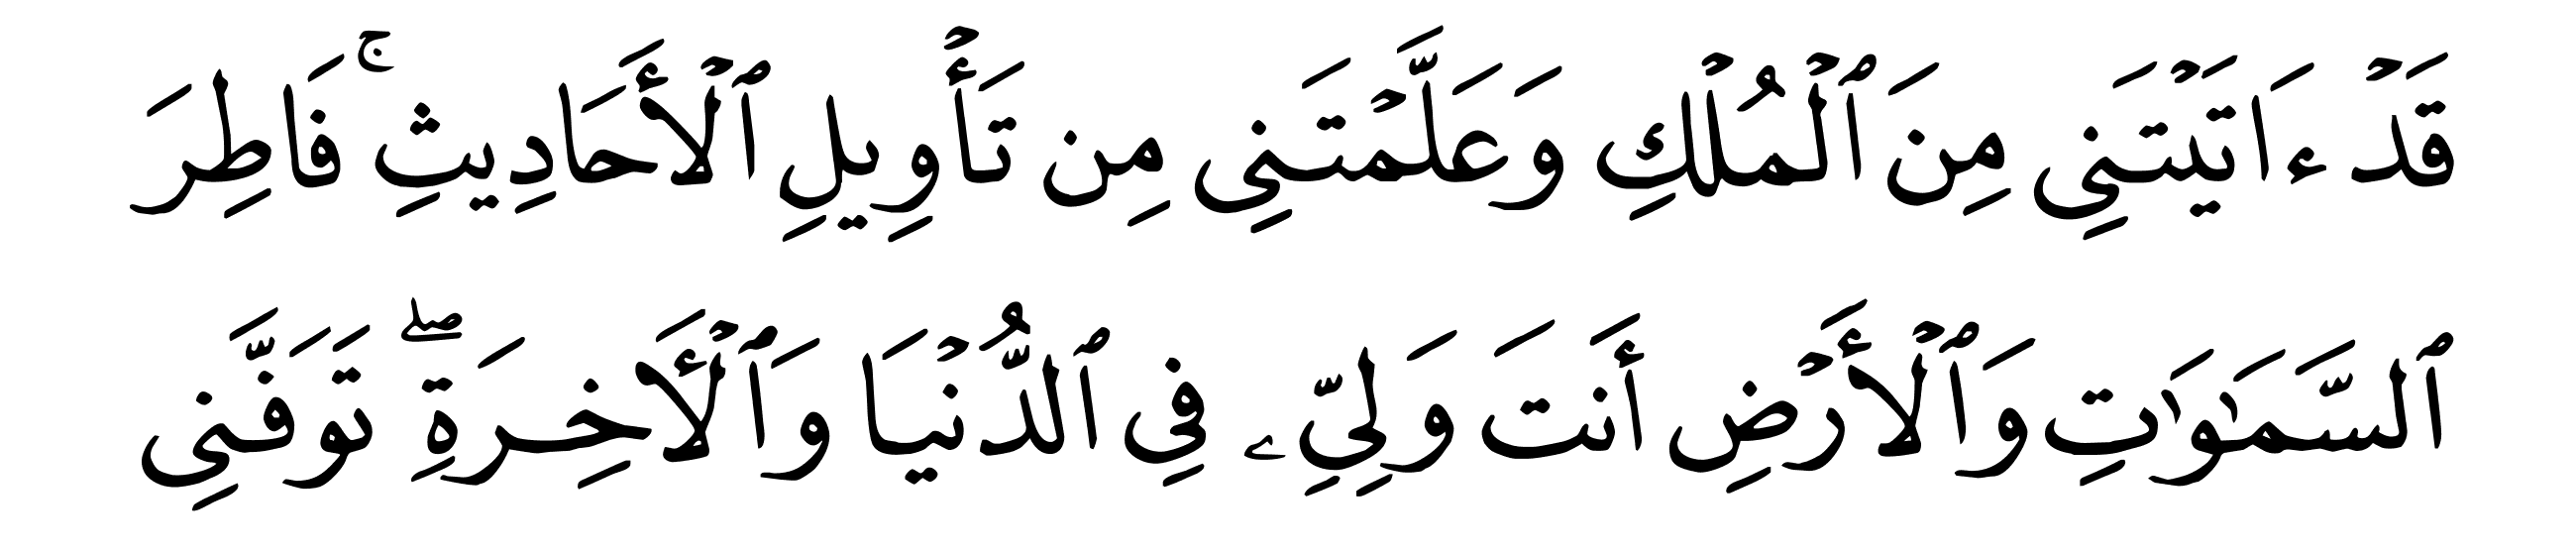 قَدۡ ءَاتَيۡتَنِي مِنَ ٱلۡمُلۡكِ وَعَلَّمۡتَنِي مِن تَأۡوِيلِ ٱلۡأَحَادِيثِۚ فَاطِرَ
ٱلسَّمَٰوَٰتِ وَٱلۡأَرۡضِ أَنتَ وَلِيِّۦ فِي ٱلدُّنۡيَا وَٱلۡأَخِرَةِۖ تَوَفَّنِي